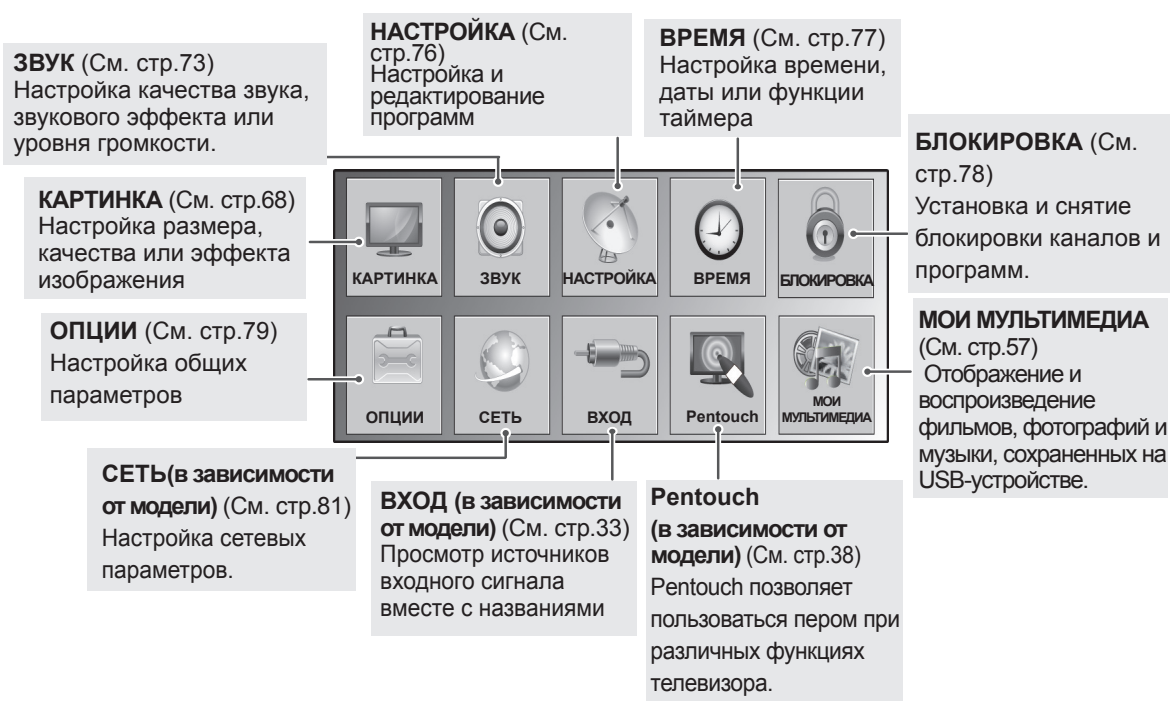 ЗВУК (См. стр.73)
Настройка качества звука,
звукового эффекта или
уровня громкости.
НАСТРОЙКА (См.
стр.76)
Настройка и
редактирование
программ
ВРЕМЯ (См. стр.77)
Настройка времени,
даты или функции
таймера
БЛОКИРОВКА (См.
стр.78)
Установка и снятие
блокировки каналов и
программ.
КАРТИНКА (См. стр.68)
Настройка размера,
качества или эффекта
изображения
КАРТИНКА
ЗВУК
НАСТРОЙКА
ВРЕМЯ
БЛОКИРОВКА
ОПЦИИ (См. стр.79)
Настройка общих
параметров
ОПЦИИ
СЕТЬ
ВХОД
Pentouch
МОИ
МУЛЬТИМЕДИА
МОИ МУЛЬТИМЕДИА
(См. стр.57)
Отображение и
воспроизведение
фильмов, фотографий и
музыки, сохраненных на
USB-устройстве.
СЕТЬ(в зависимости
от модели) (См. стр.81)
Настройка сетевых
параметров.
ВХОД (в зависимости
от модели) (См. стр.33)
Просмотр источников
входного сигнала
вместе с названиями
Pentouch
(в зависимости от
модели) (См. стр.38)
Pentouch позволяет
пользоваться пером при
различных функциях
телевизора.